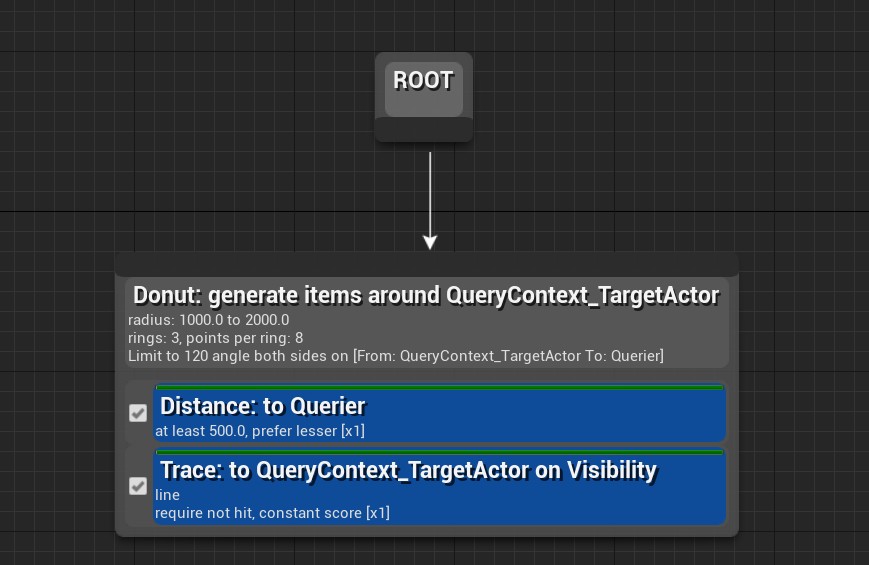 ROOT
Donut: generate items around QueryContext_TargetActor
radius: 1000.0 to 2000.0
rings: 3, points per ring: 8
Limit to 120 angle both sides on [From: QueryContext_TargetActor To: Querier]
Distance: to Querier
at least 500.0, prefer lesser [x1]
Trace: to QueryContext_TargetActor on Visibility
line
require not hit, constant score [x1]